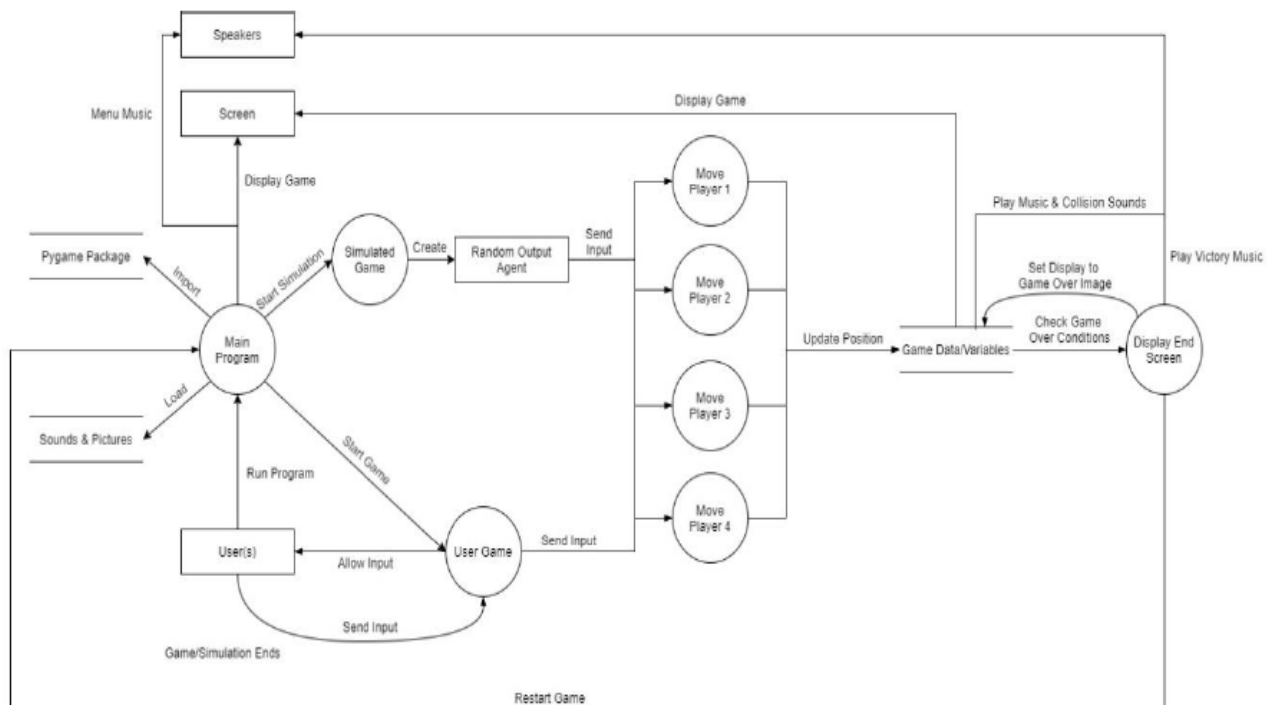 Speakers
Menu Music
Screen
Display Game
Display Game
Move
Player 1
Play Music & Collision Sounds
Pygame Package
Import
Start Simulation
Simulated
Game
Create
Random Output
Agent
Send
Input
Move
Player 2
Set Display to
Game Over Image
Play Victory Music
Main
Program
Update Position
Game Data/Variables
Check Game
Over Conditions
Display End
Screen
Load
Sounds & Pictures
Move
Player 3
Start Game
Run Program
Move
Player 4
User(s)
Allow Input
User Game
Send Input
Send Input
Game/Simulation Ends
Restart Game